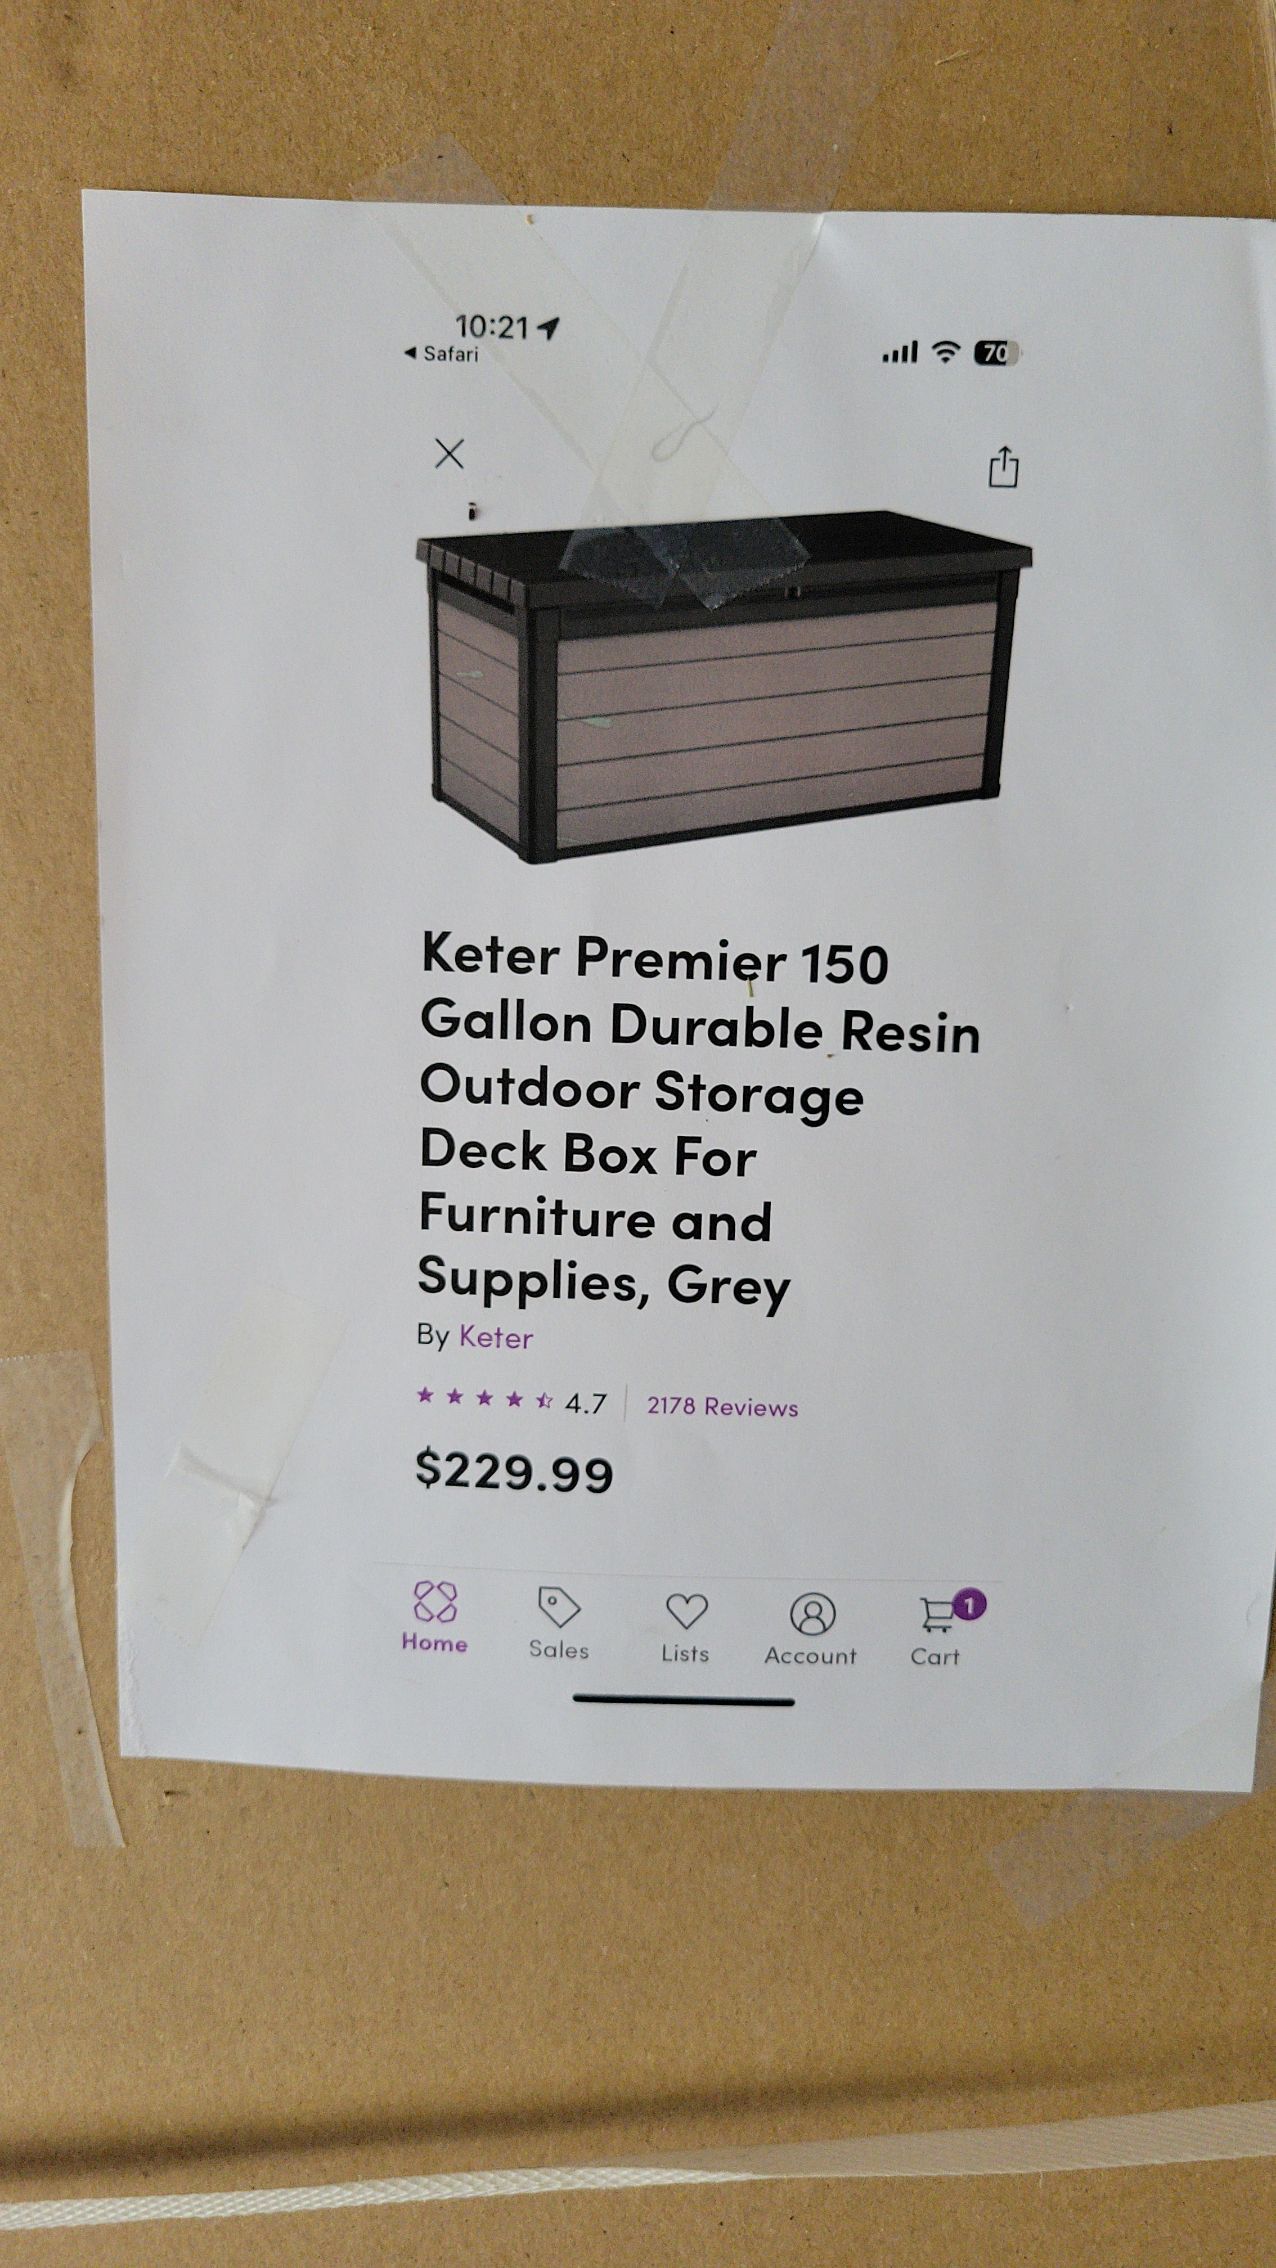 10:21
◀ Safari
70
Keter Premier 150
Gallon Durable Resin
Outdoor Storage
Deck Box For
Furniture and
Supplies, Grey
By Keter
4.7 | 2178 Reviews
$229.99
1
Home Sales Lists Account Cart